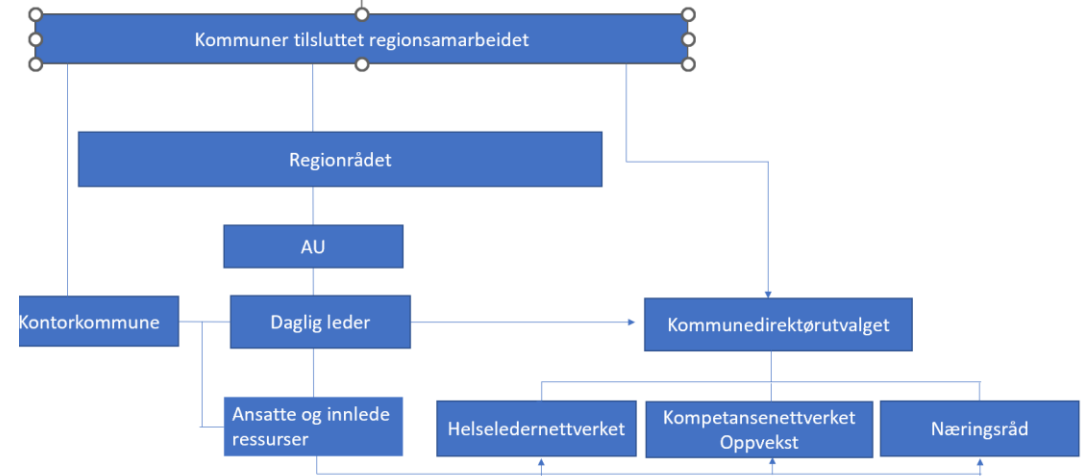 Kommuner tilsluttet regionsamarbeidet
Regionrådet
AU
Kontorkommune
Daglig leder
Kommunedirektørutvalget
Ansatte og innlede
ressurser
Helseledernettverket
Kompetansenettverket
Oppvekst
Næringsråd